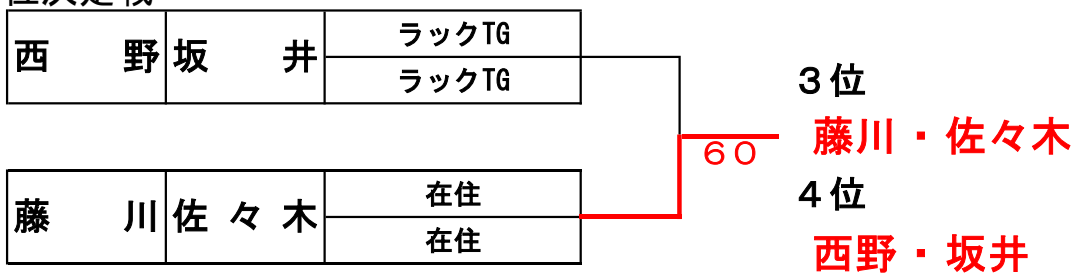 西野 坂井 ラックTG
ラックTG
３位
藤川・佐々木
６０
４位
藤川 佐々木 在住
在住
西野・坂井